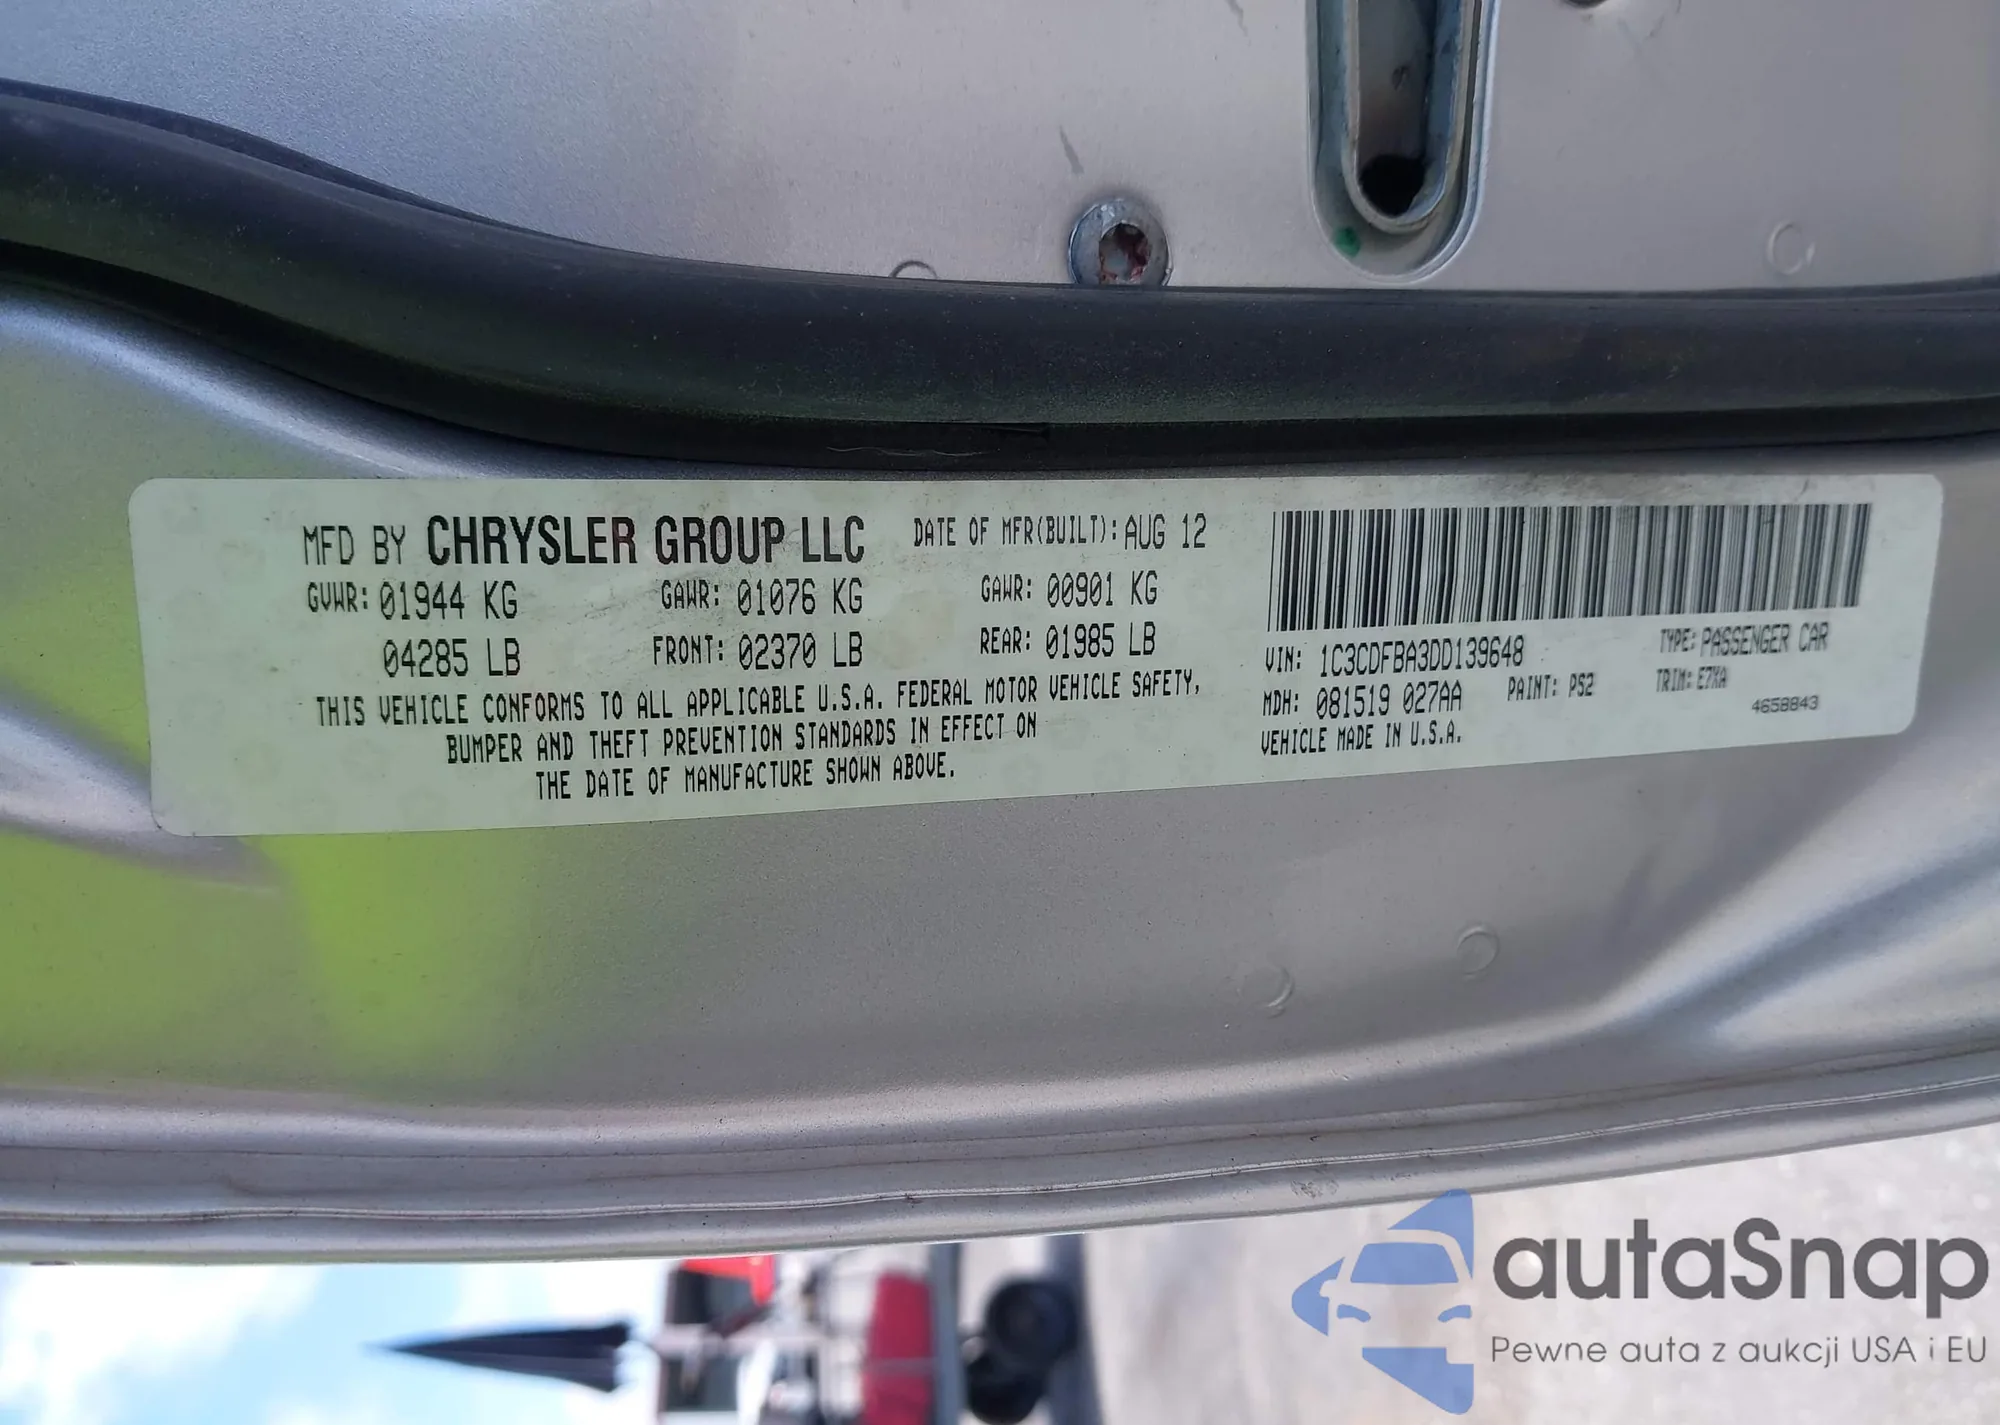 MFD BY CHRYSLER GROUP LLC DATE OF MFR(BUILT): AUG 12
GVWR: 01944 KG GAWR: 01076 KG GAWR: 00901 KG
04285 LB FRONT: 02370 LB REAR: 01985 LB
THIS VEHICLE CONFORMS TO ALL APPLICABLE U.S.A. FEDERAL MOTOR VEHICLE SAFETY,
BUMPER AND THEFT PREVENTION STANDARDS IN EFFECT ON
THE DATE OF MANUFACTURE SHOWN ABOVE.
VIN: 1C3CDFBA3DD139648 TYPE: PASSENGER CAR
MDH: 081519 027AA PAINT: PS2 TRIM: E7XA
VEHICLE MADE IN U.S.A. 4658843
autaSnap
Pewne auta z aukcji USA i EU